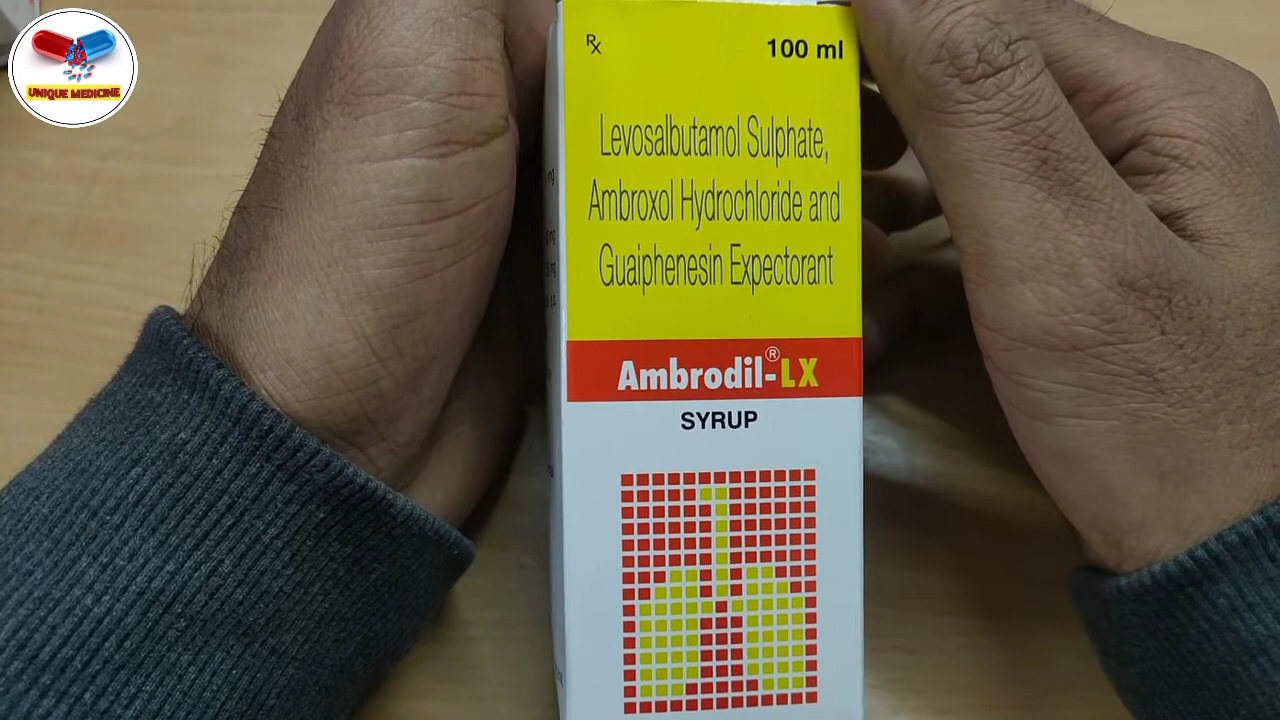 UNIQUE MEDICINE
Rx
100 ml
Levosalbutamol Sulphate,
Ambroxol Hydrochloride and
Guaiphenesin Expectorant
Ambrodil®-LX
SYRUP